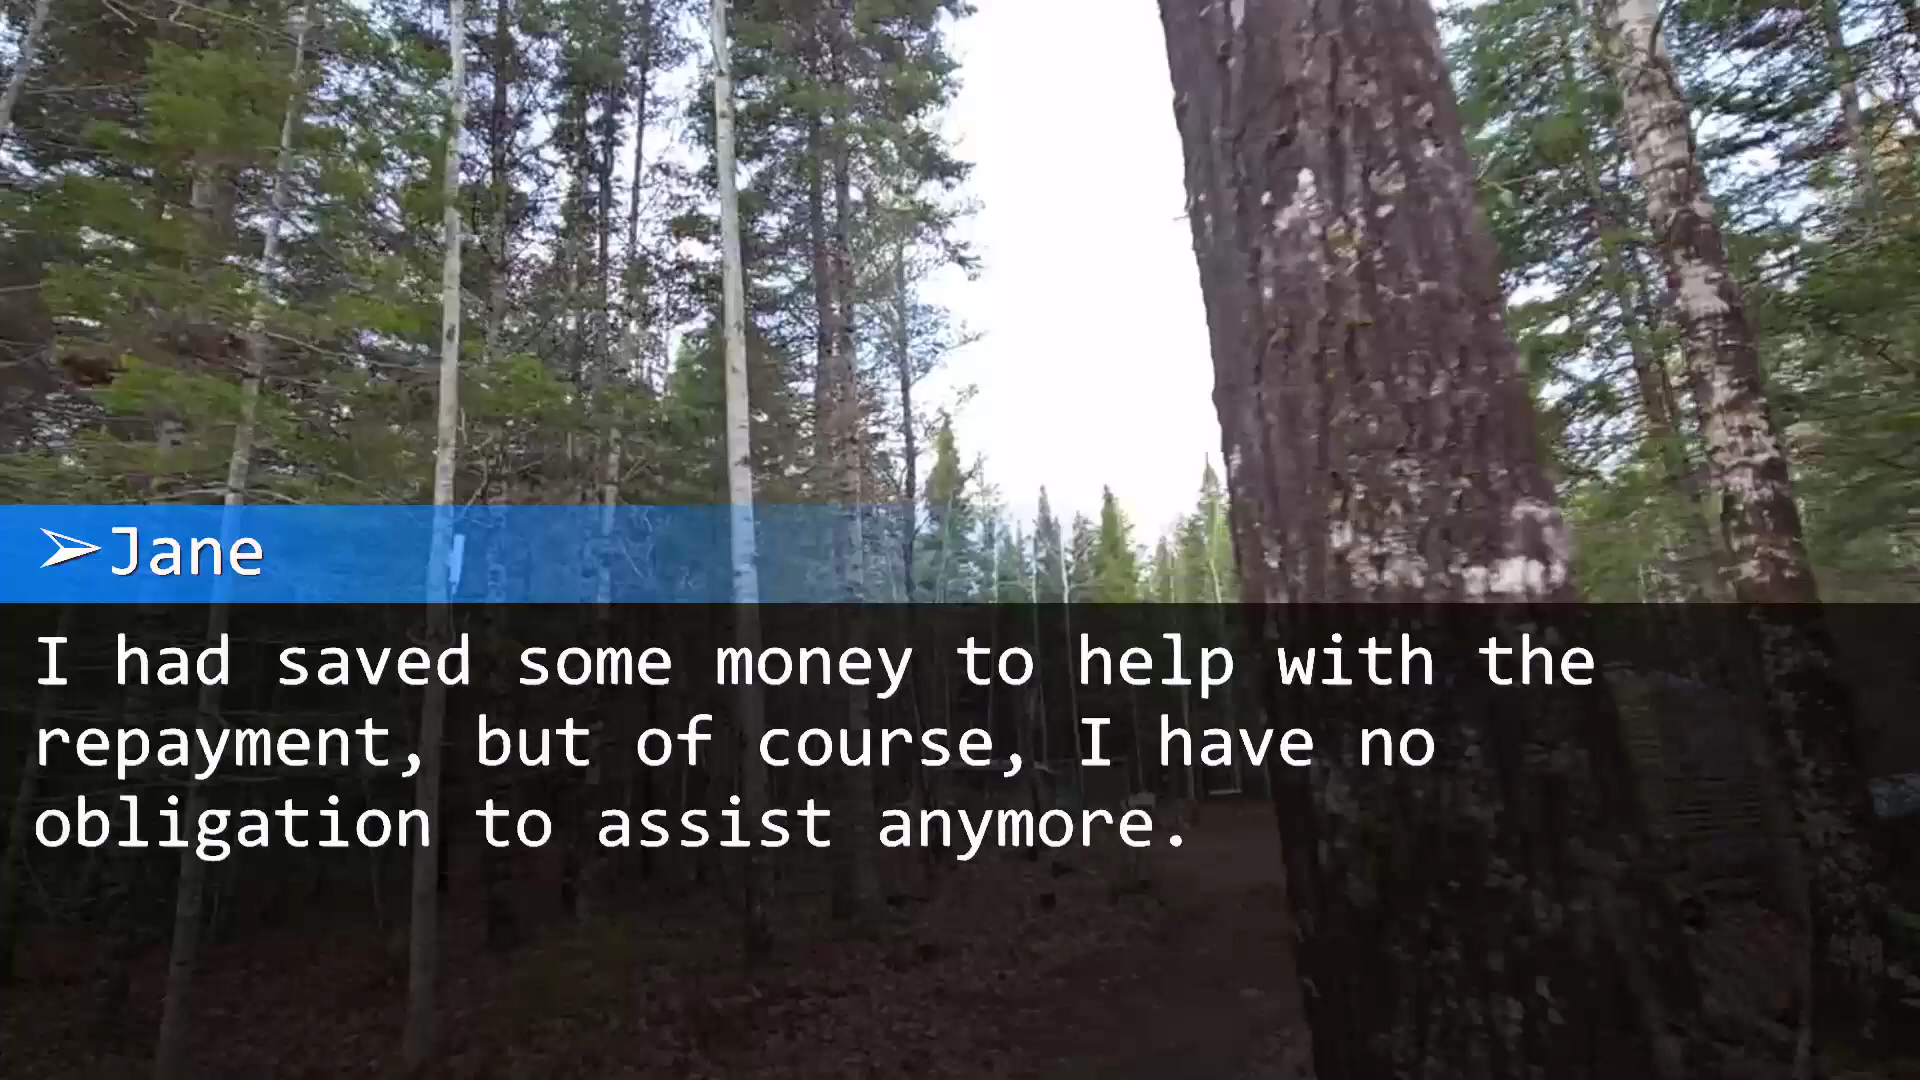 ➢Jane
I had saved some money to help with the
repayment, but of course, I have no
obligation to assist anymore.